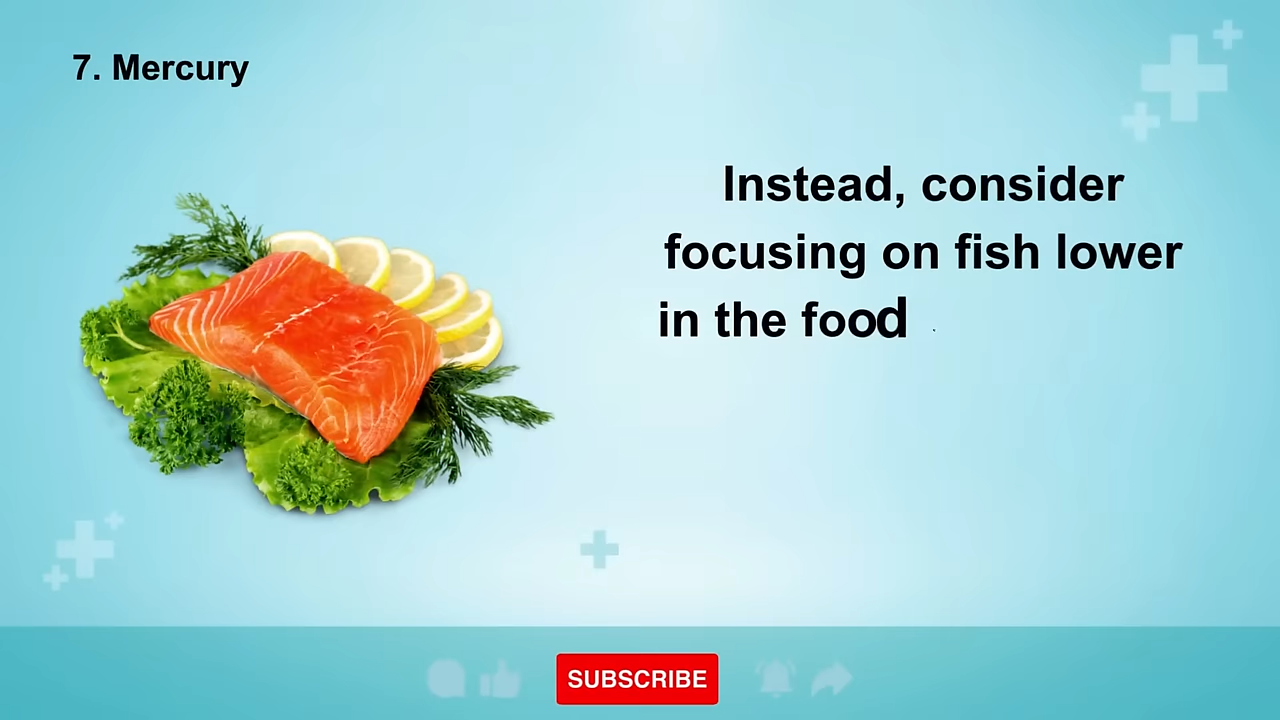 7. Mercury
Instead, consider
focusing on fish lower
in the food
SUBSCRIBE